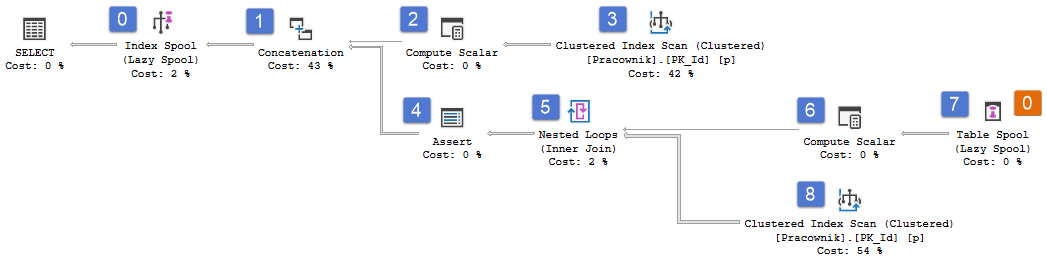 0
1
2
3
SELECT
Cost: 0 %
Index Spool
(Lazy Spool)
Cost: 2 %
Concatenation
Cost: 43 %
Compute Scalar
Cost: 0 %
Clustered Index Scan (Clustered)
[Pracownik].[PK_Id] [p]
Cost: 42 %
4
5
6
7
0
Assert
Cost: 0 %
Nested Loops
(Inner Join)
Cost: 2 %
Compute Scalar
Cost: 0 %
Table Spool
(Lazy Spool)
Cost: 0 %
8
Clustered Index Scan (Clustered)
[Pracownik].[PK_Id] [p]
Cost: 54 %